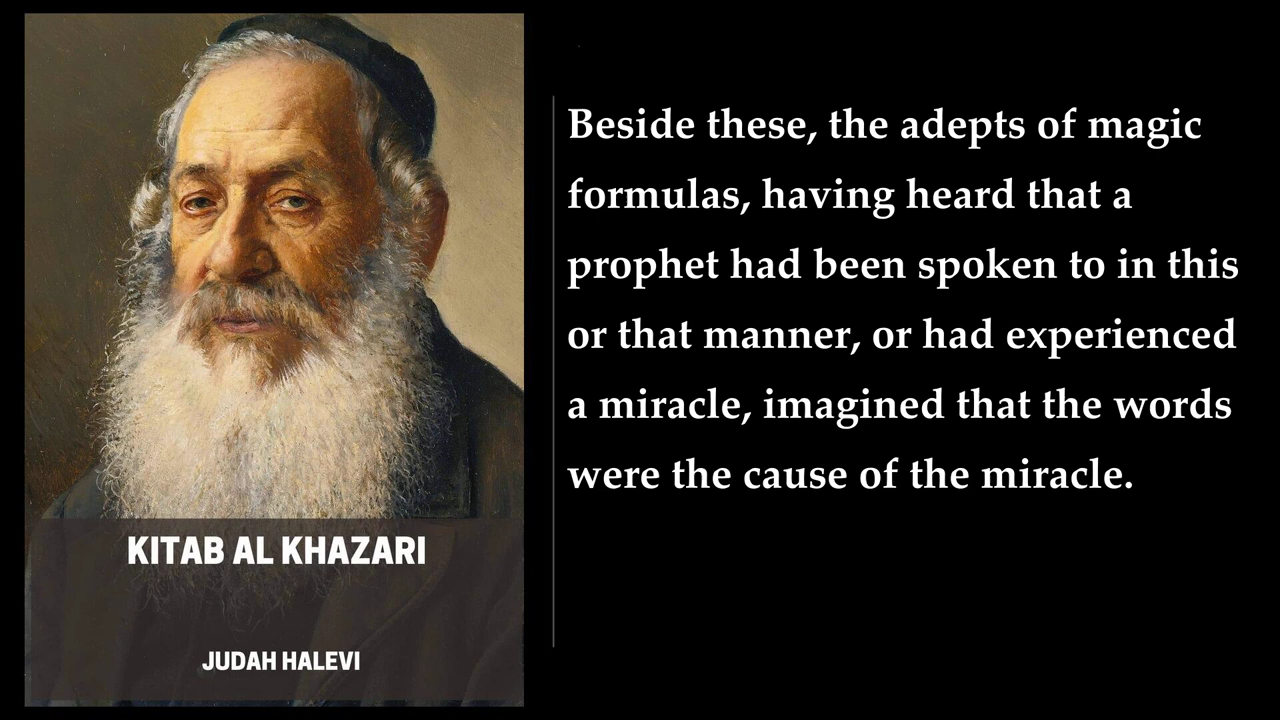 Beside these, the adepts of magic
formulas, having heard that a
prophet had been spoken to in this
or that manner, or had experienced
a miracle, imagined that the words
were the cause of the miracle.
KITAB AL KHAZARI
JUDAH HALEVI